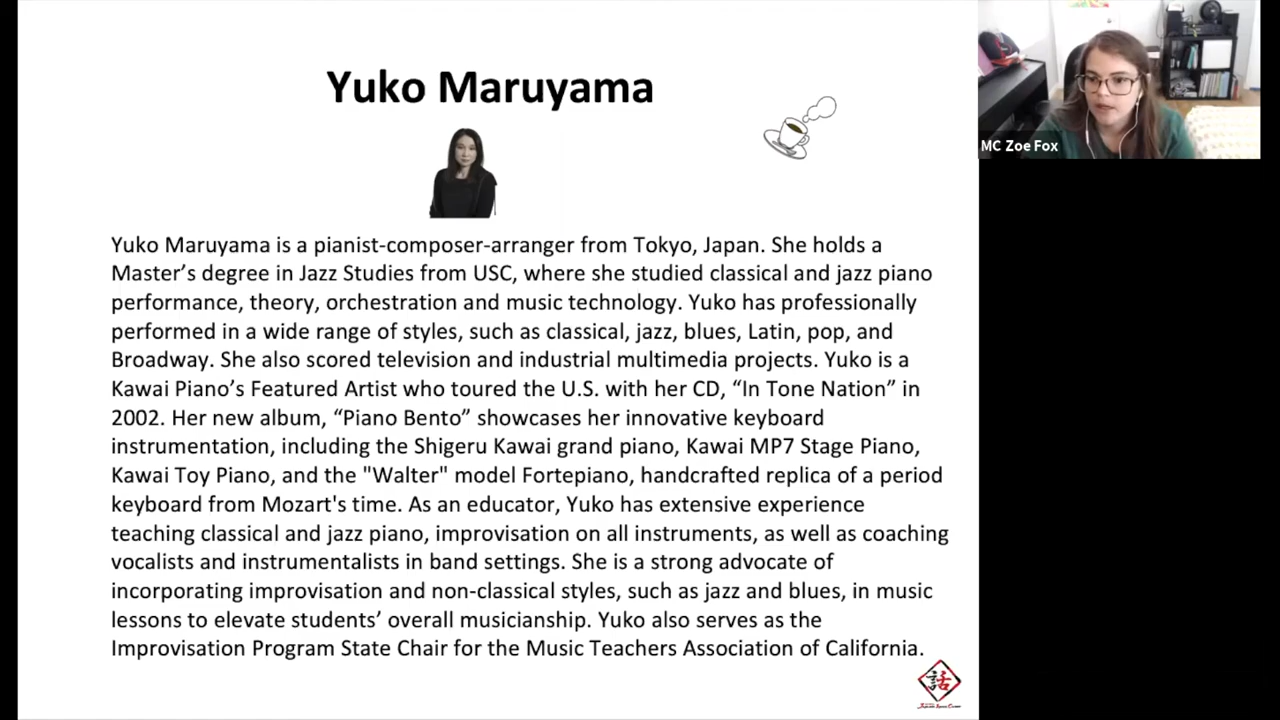 Yuko Maruyama
MC Zoe Fox
Yuko Maruyama is a pianist-composer-arranger from Tokyo, Japan. She holds a
Master’s degree in Jazz Studies from USC, where she studied classical and jazz piano
performance, theory, orchestration and music technology. Yuko has professionally
performed in a wide range of styles, such as classical, jazz, blues, Latin, pop, and
Broadway. She also scored television and industrial multimedia projects. Yuko is a
Kawai Piano’s Featured Artist who toured the U.S. with her CD, “In Tone Nation” in
2002. Her new album, “Piano Bento” showcases her innovative keyboard
instrumentation, including the Shigeru Kawai grand piano, Kawai MP7 Stage Piano,
Kawai Toy Piano, and the "Walter" model Fortepiano, handcrafted replica of a period
keyboard from Mozart's time. As an educator, Yuko has extensive experience
teaching classical and jazz piano, improvisation on all instruments, as well as coaching
vocalists and instrumentalists in band settings. She is a strong advocate of
incorporating improvisation and non-classical styles, such as jazz and blues, in music
lessons to elevate students’ overall musicianship. Yuko also serves as the
Improvisation Program State Chair for the Music Teachers Association of California.
話